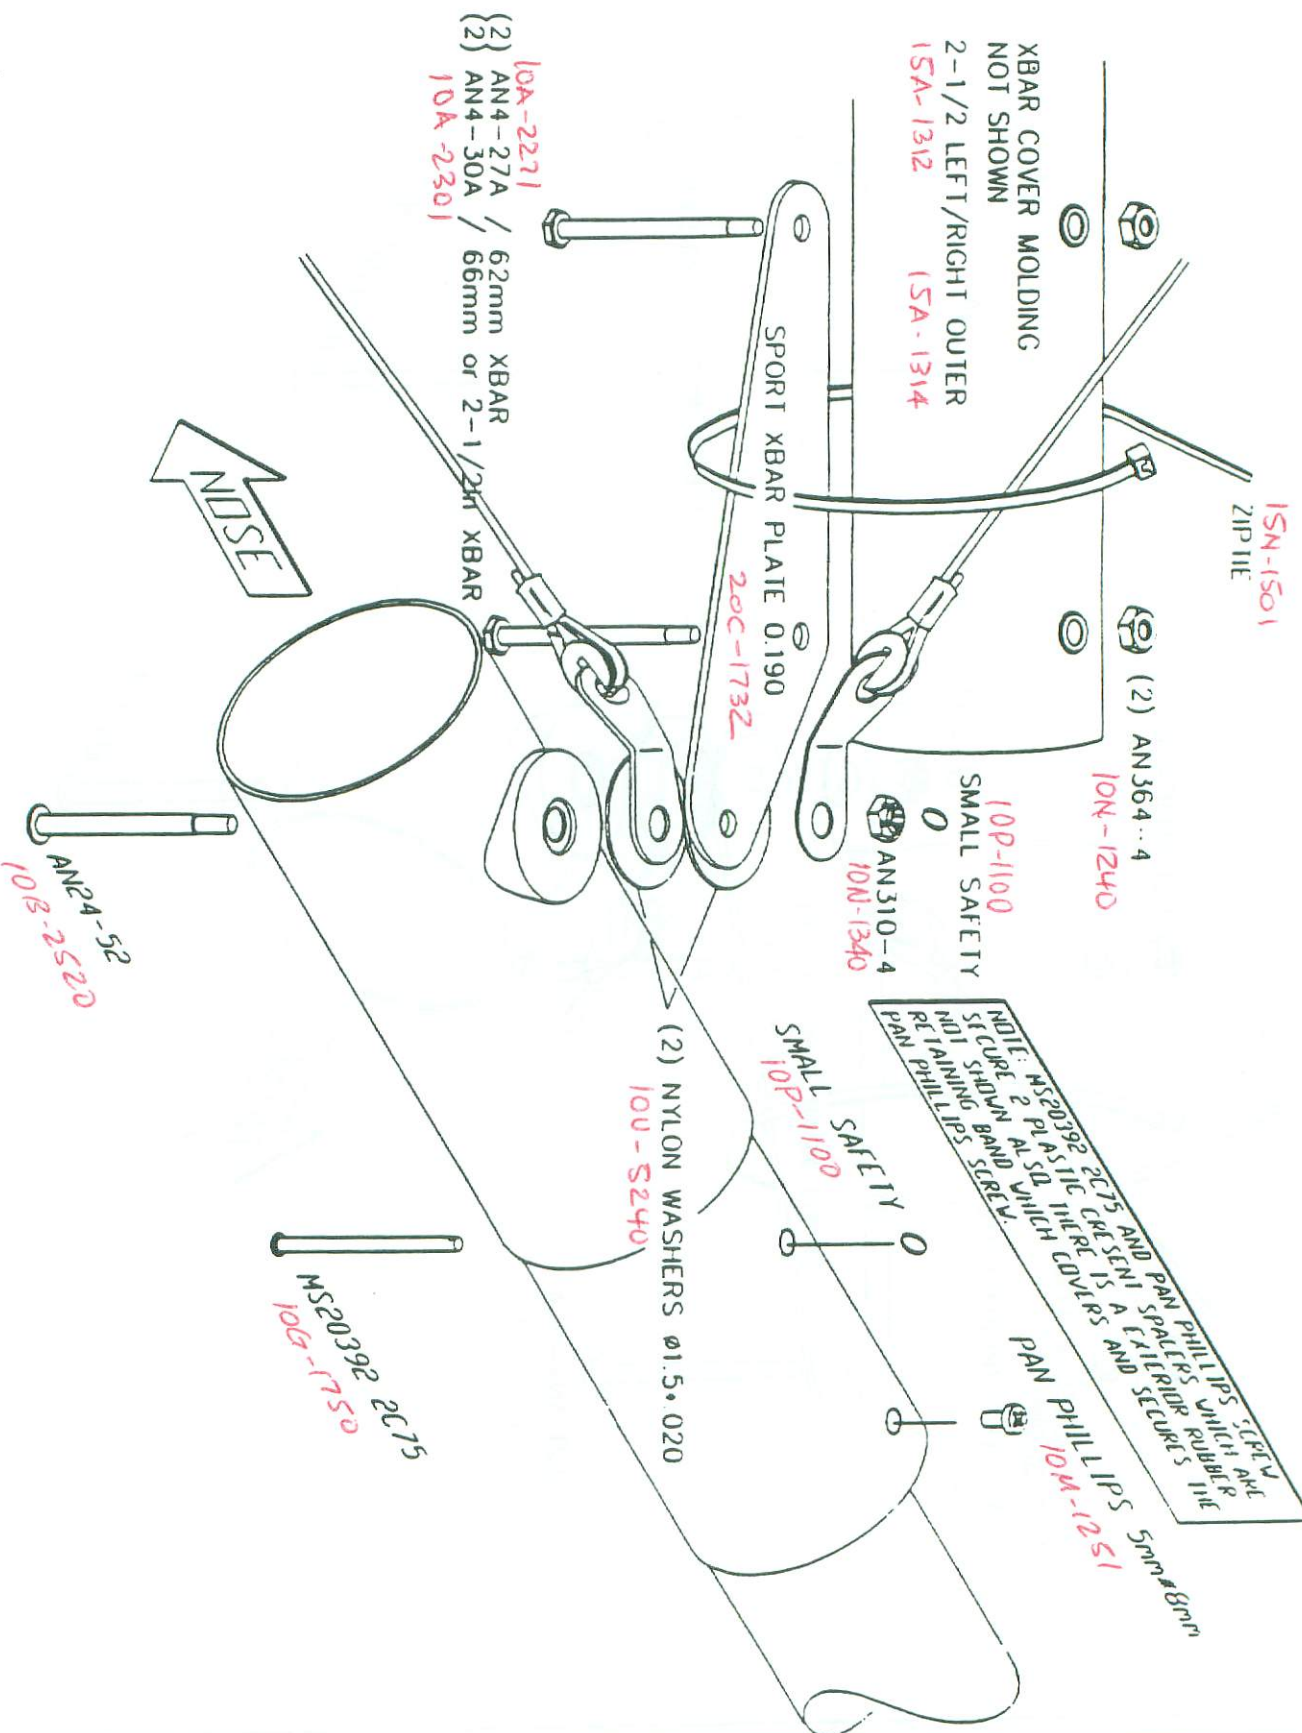 15N-1501
ZIPTIE
(2) AN364-4
10N-1240
10P-1100
SMALL SAFETY
AN310-4
10N-1340
XBAR COVER MOLDING
NOT SHOWN
2-1/2 LEFT/RIGHT OUTER
15A-1312 15A-1314
SPORT XBAR PLATE 0.190
20C-1732
10A-2271
(2) AN4-27A / 62mm XBAR
(2) AN4-30A / 66mm or 2-1/2in XBAR
10A-2301
NOSE
NOTE: MS20392 2C75 AND PAN PHILLIPS SCREW
SECURE 2 PLASTIC CRESENT SPACERS WHICH ARE
NOT SHOWN ALSO, THERE IS A EXTERIOR RUBBER
RETAINING BAND WHICH COVERS AND SECURES THE
PAN PHILLIPS SCREW.
PAN PHILLIPS 5mm*8mm
10M-1251
SMALL SAFETY
10P-1100
(2) NYLON WASHERS ø1.5*.020
10U-5240
AN24-52
10B-2520
MS20392 2C75
10G-1750